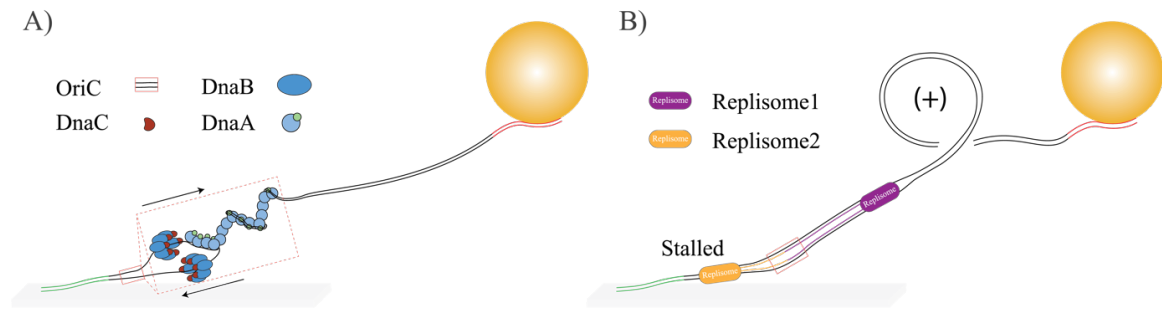 A)
OriC
DnaB
DnaC
DnaA
B)
Replisome
Replisome1
Replisome
Replisome2
(+)
Replisome
Stalled
Replisome